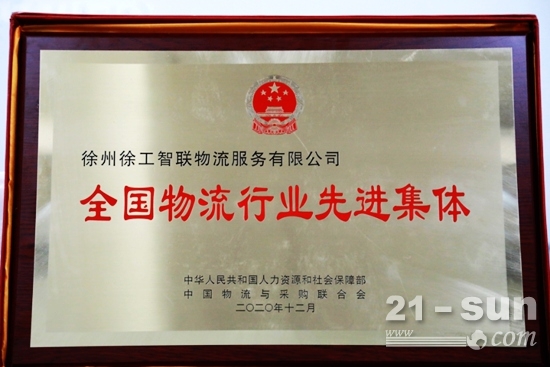 徐州徐工智联物流服务有限公司
全国物流行业先进集体
中华人民共和国人力资源和社会保障部
中国物流与采购联合会
二〇二〇年十二月
21-sun
www.com